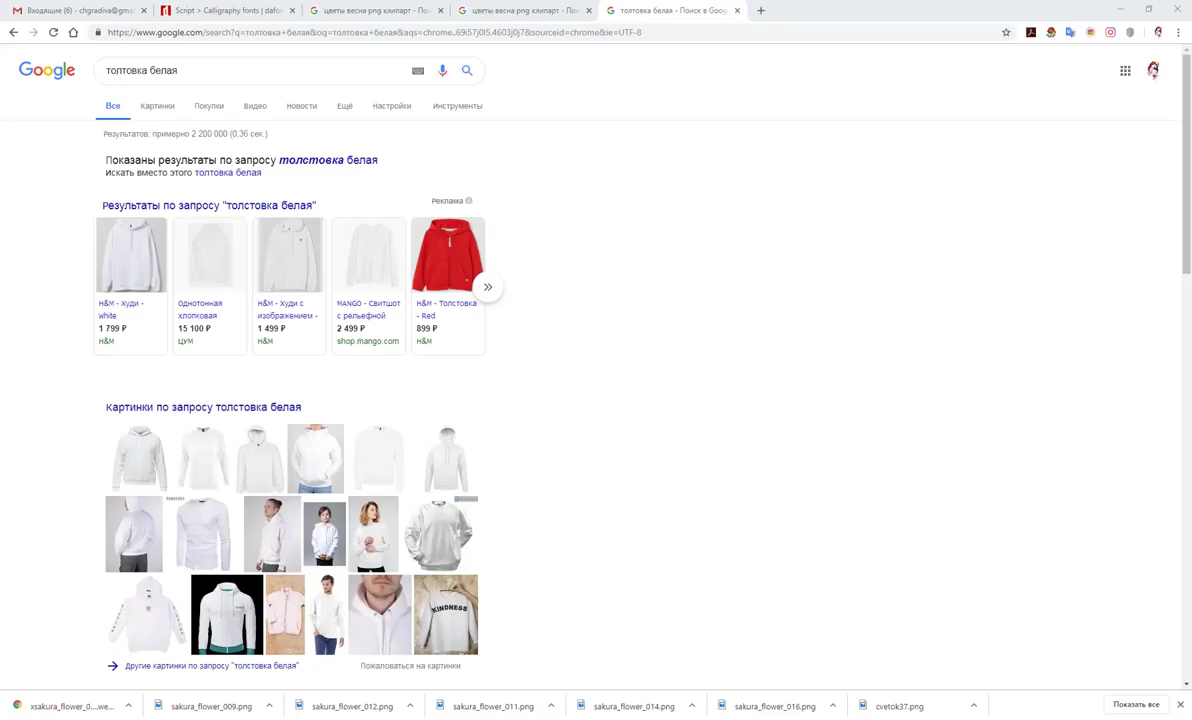 Входящие (6) - chgradiva@gma
Script > Calligraphy fonts | dafo
цветы весна png клипарт - Пои
цветы весна png клипарт - Пои
толтовка белая - Поиск в Goog
https://www.google.com/search?q=толтовка+белая&oq=толтовка+белая&aqs=chrome..69i57j0l5.4603j0j7&sourceid=chrome&ie=UTF-8
Google
толтовка белая
Все Картинки Покупки Видео Новости Ещё Настройки Инструменты
Результатов: примерно 2 200 000 (0,36 сек.)
Показаны результаты по запросу толстовка белая
Искать вместо этого толтовка белая
Результаты по запросу "толстовка белая"
Реклама
H&M - Худи -
White
1 799 ₽
H&M
Однотонная
хлопковая
15 100 ₽
ЦУМ
H&M - Худи с
изображением -
1 499 ₽
H&M
MANGO - Свитшот
с рельефной
2 499 ₽
shop.mango.com
H&M - Толстовка
- Red
899 ₽
H&M
Картинки по запросу толстовка белая
KINDNESS
Другие картинки по запросу "толстовка белая"
Пожаловаться на картинки
xsakura_flower_0....we...
sakura_flower_009.png
sakura_flower_012.png
sakura_flower_011.png
sakura_flower_014.png
sakura_flower_016.png
cvetok37.png
Показать все